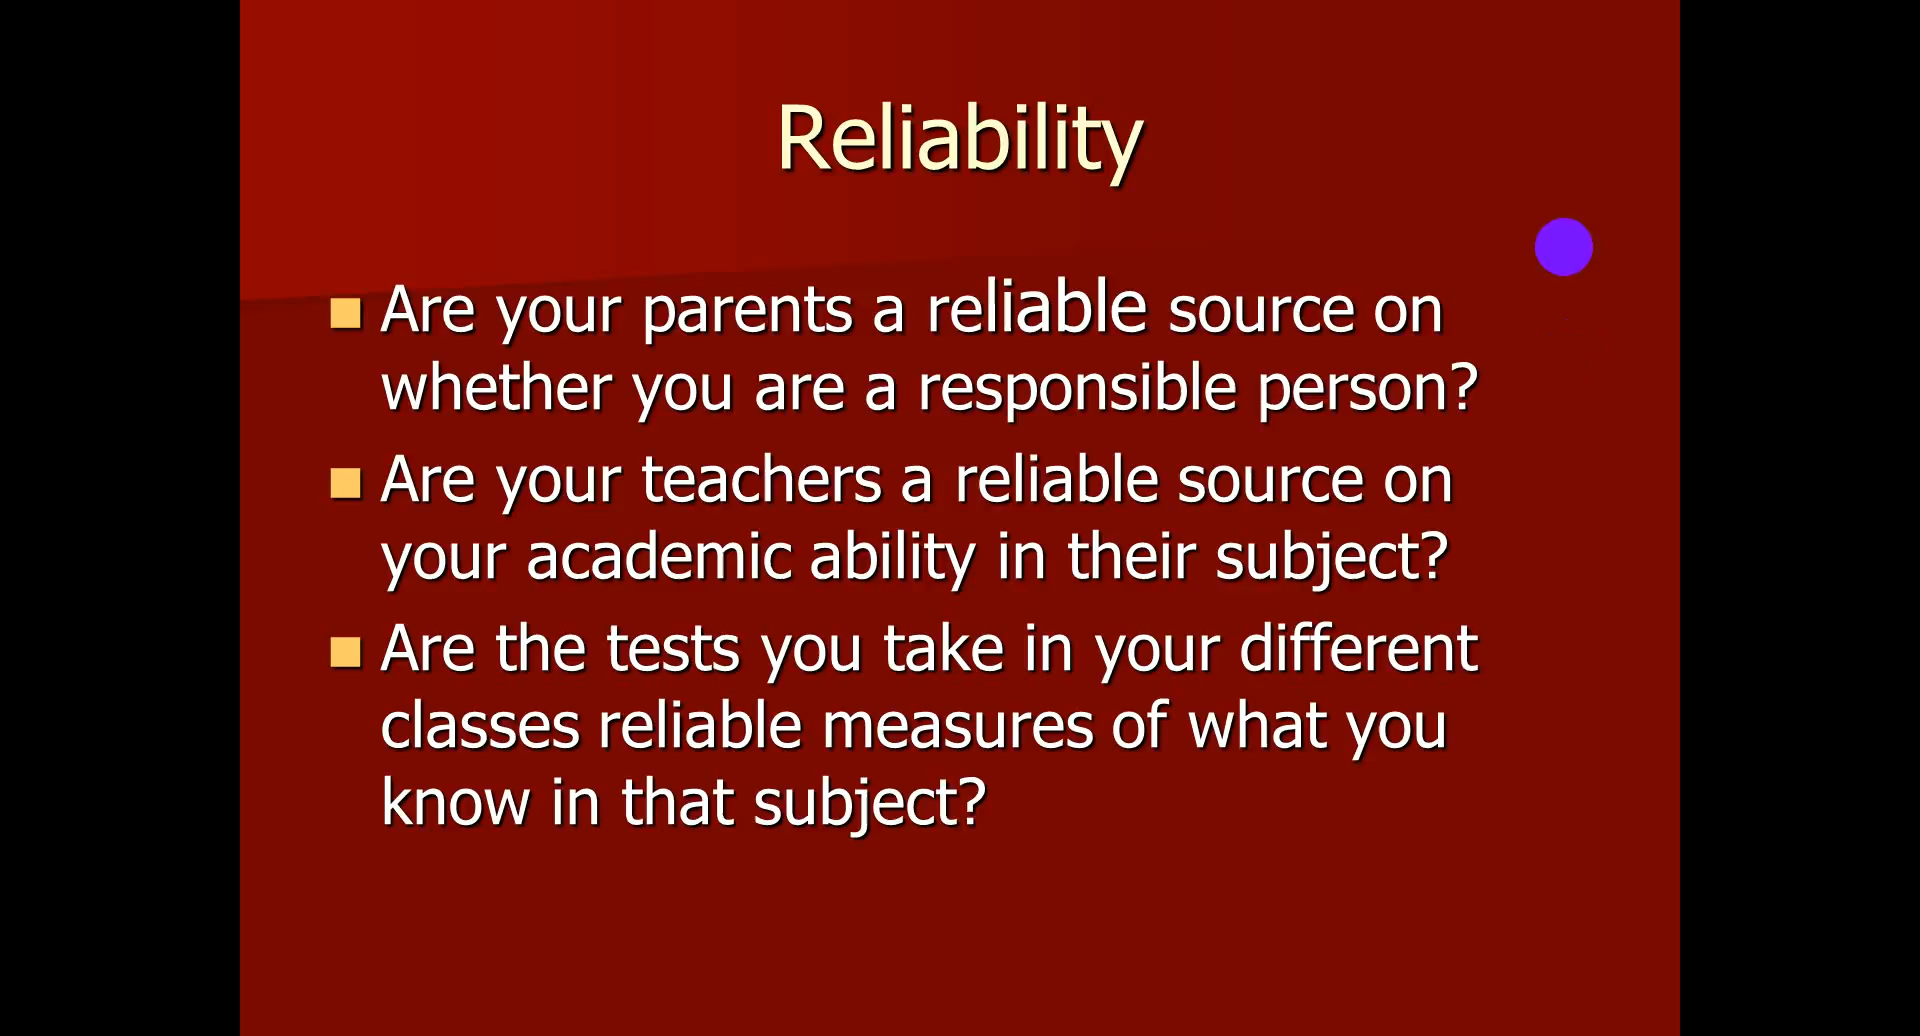 Reliability
Are your parents a reliable source on
whether you are a responsible person?
Are your teachers a reliable source on
your academic ability in their subject?
Are the tests you take in your different
classes reliable measures of what you
know in that subject?